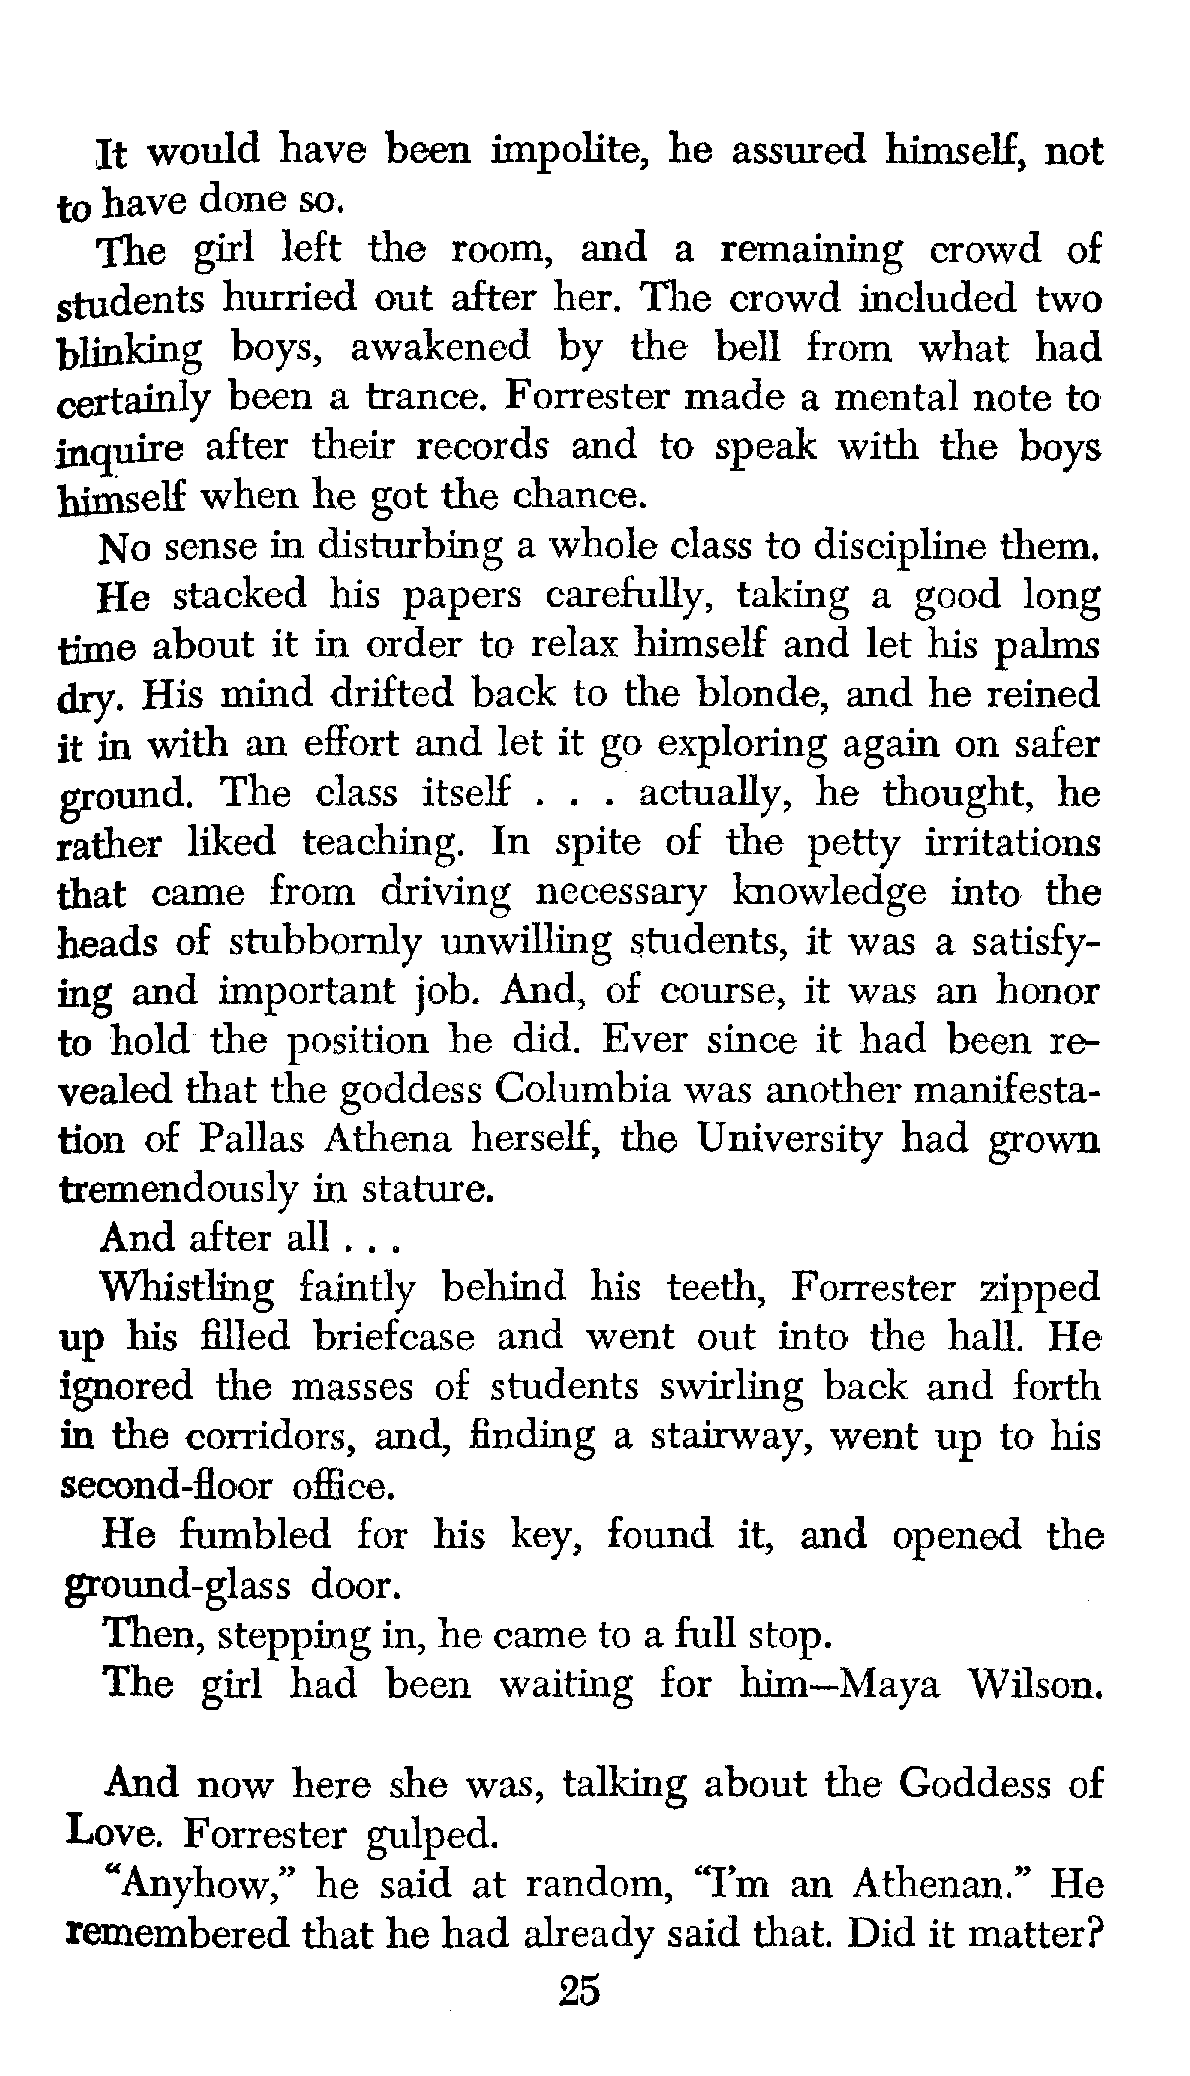 It would have been impolite, he assured himself, not
to have done so.
The girl left the room, and a remaining crowd of
students hurried out after her. The crowd included two
blinking boys, awakened by the bell from what had
certainly been a trance. Forrester made a mental note to
inquire after their records and to speak with the boys
himself when he got the chance.
No sense in disturbing a whole class to discipline them.
He stacked his papers carefully, taking a good long
time about it in order to relax himself and let his palms
dry. His mind drifted back to the blonde, and he reined
it in with an effort and let it go exploring again on safer
ground. The class itself . . . actually, he thought, he
rather liked teaching. In spite of the petty irritations
that came from driving necessary knowledge into the
heads of stubbornly unwilling students, it was a satisfy-
ing and important job. And, of course, it was an honor
to hold the position he did. Ever since it had been re-
vealed that the goddess Columbia was another manifesta-
tion of Pallas Athena herself, the University had grown
tremendously in stature.
And after all . . .
Whistling faintly behind his teeth, Forrester zipped
up his filled briefcase and went out into the hall. He
ignored the masses of students swirling back and forth
in the corridors, and, finding a stairway, went up to his
second-floor office.
He fumbled for his key, found it, and opened the
ground-glass door.
Then, stepping in, he came to a full stop.
The girl had been waiting for him—Maya Wilson.
And now here she was, talking about the Goddess of
Love. Forrester gulped.
“Anyhow,” he said at random, “I’m an Athenan.” He
remembered that he had already said that. Did it matter?
25